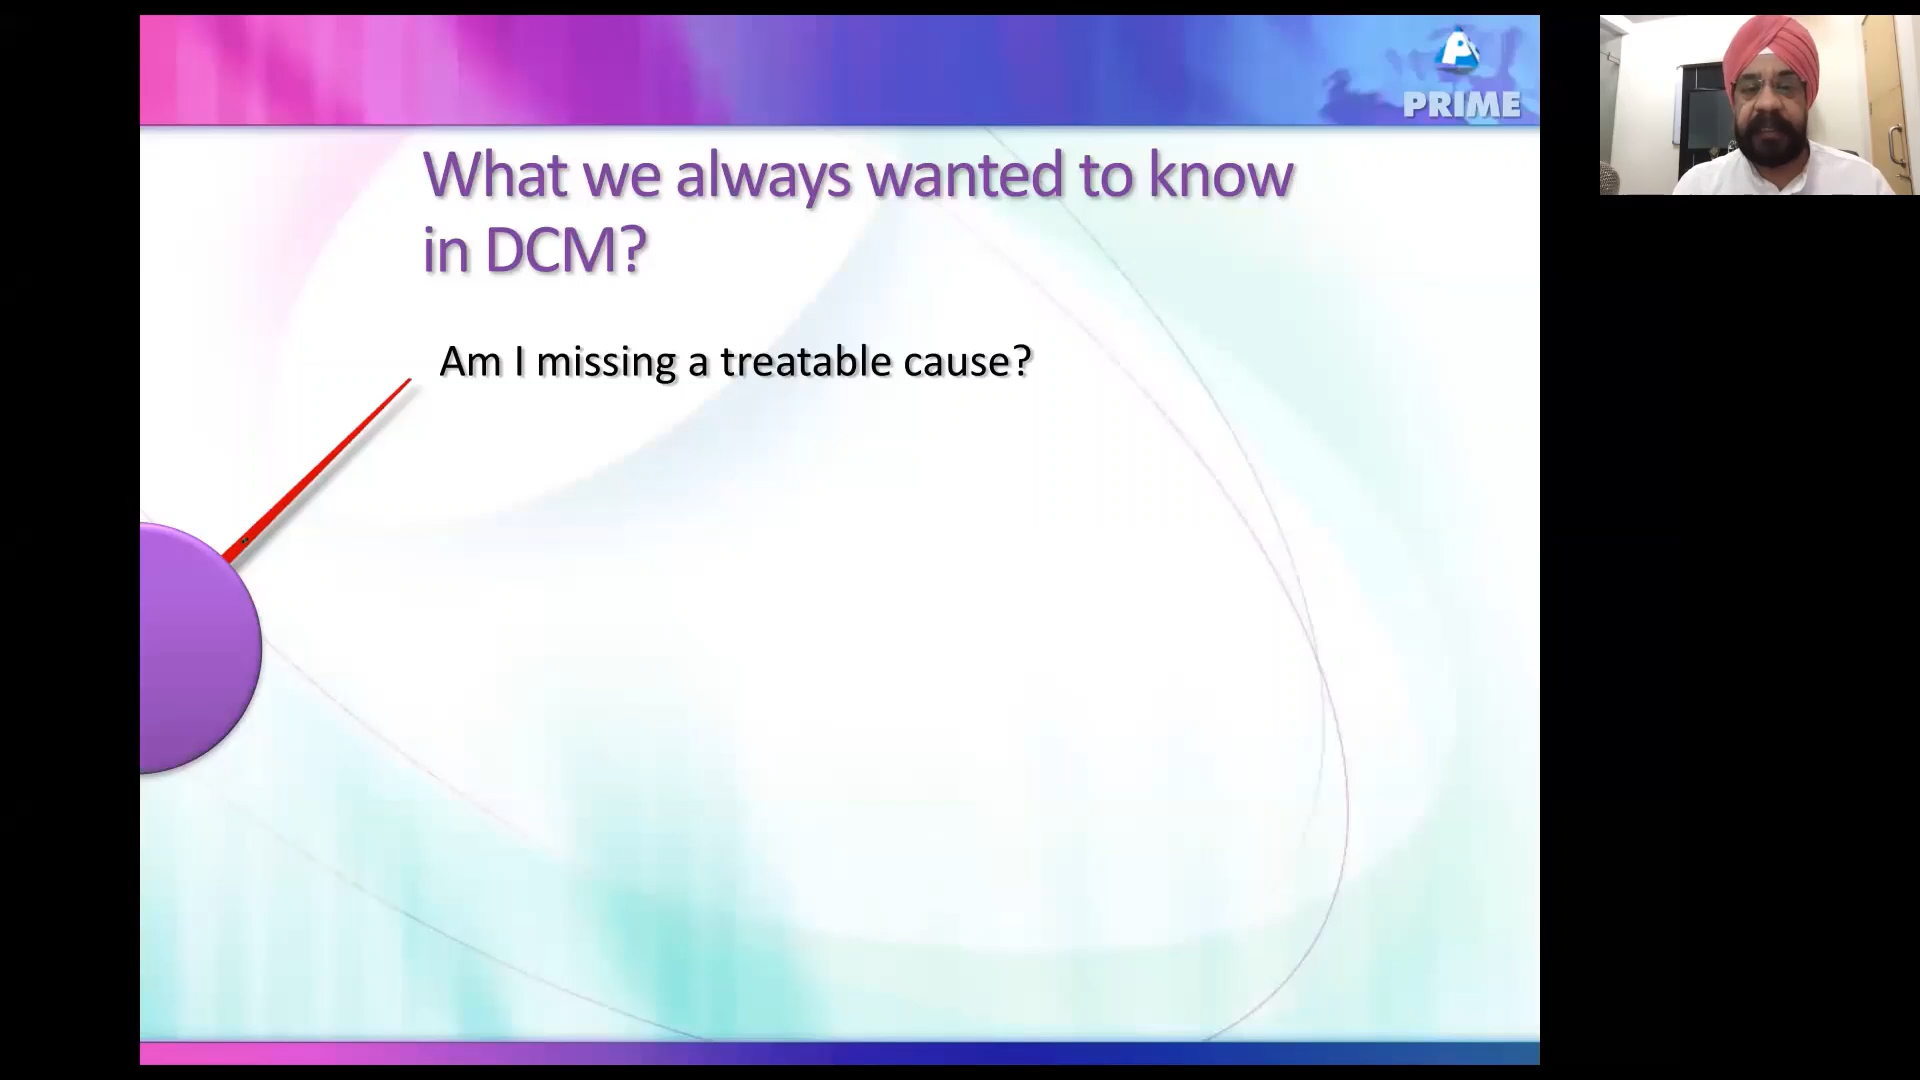 PRIME
What we always wanted to know
in DCM?
Am I missing a treatable cause?